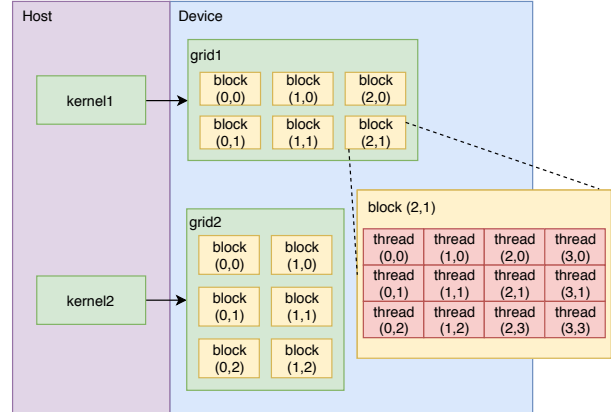 Host
Device
kernel1
grid1
block
(0,0)
block
(1,0)
block
(2,0)
block
(0,1)
block
(1,1)
block
(2,1)
block (2,1)
thread
(0,0)
thread
(1,0)
thread
(2,0)
thread
(3,0)
thread
(0,1)
thread
(1,1)
thread
(2,1)
thread
(3,1)
thread
(0,2)
thread
(1,2)
thread
(2,3)
thread
(3,3)
kernel2
grid2
block
(0,0)
block
(1,0)
block
(0,1)
block
(1,1)
block
(0,2)
block
(1,2)